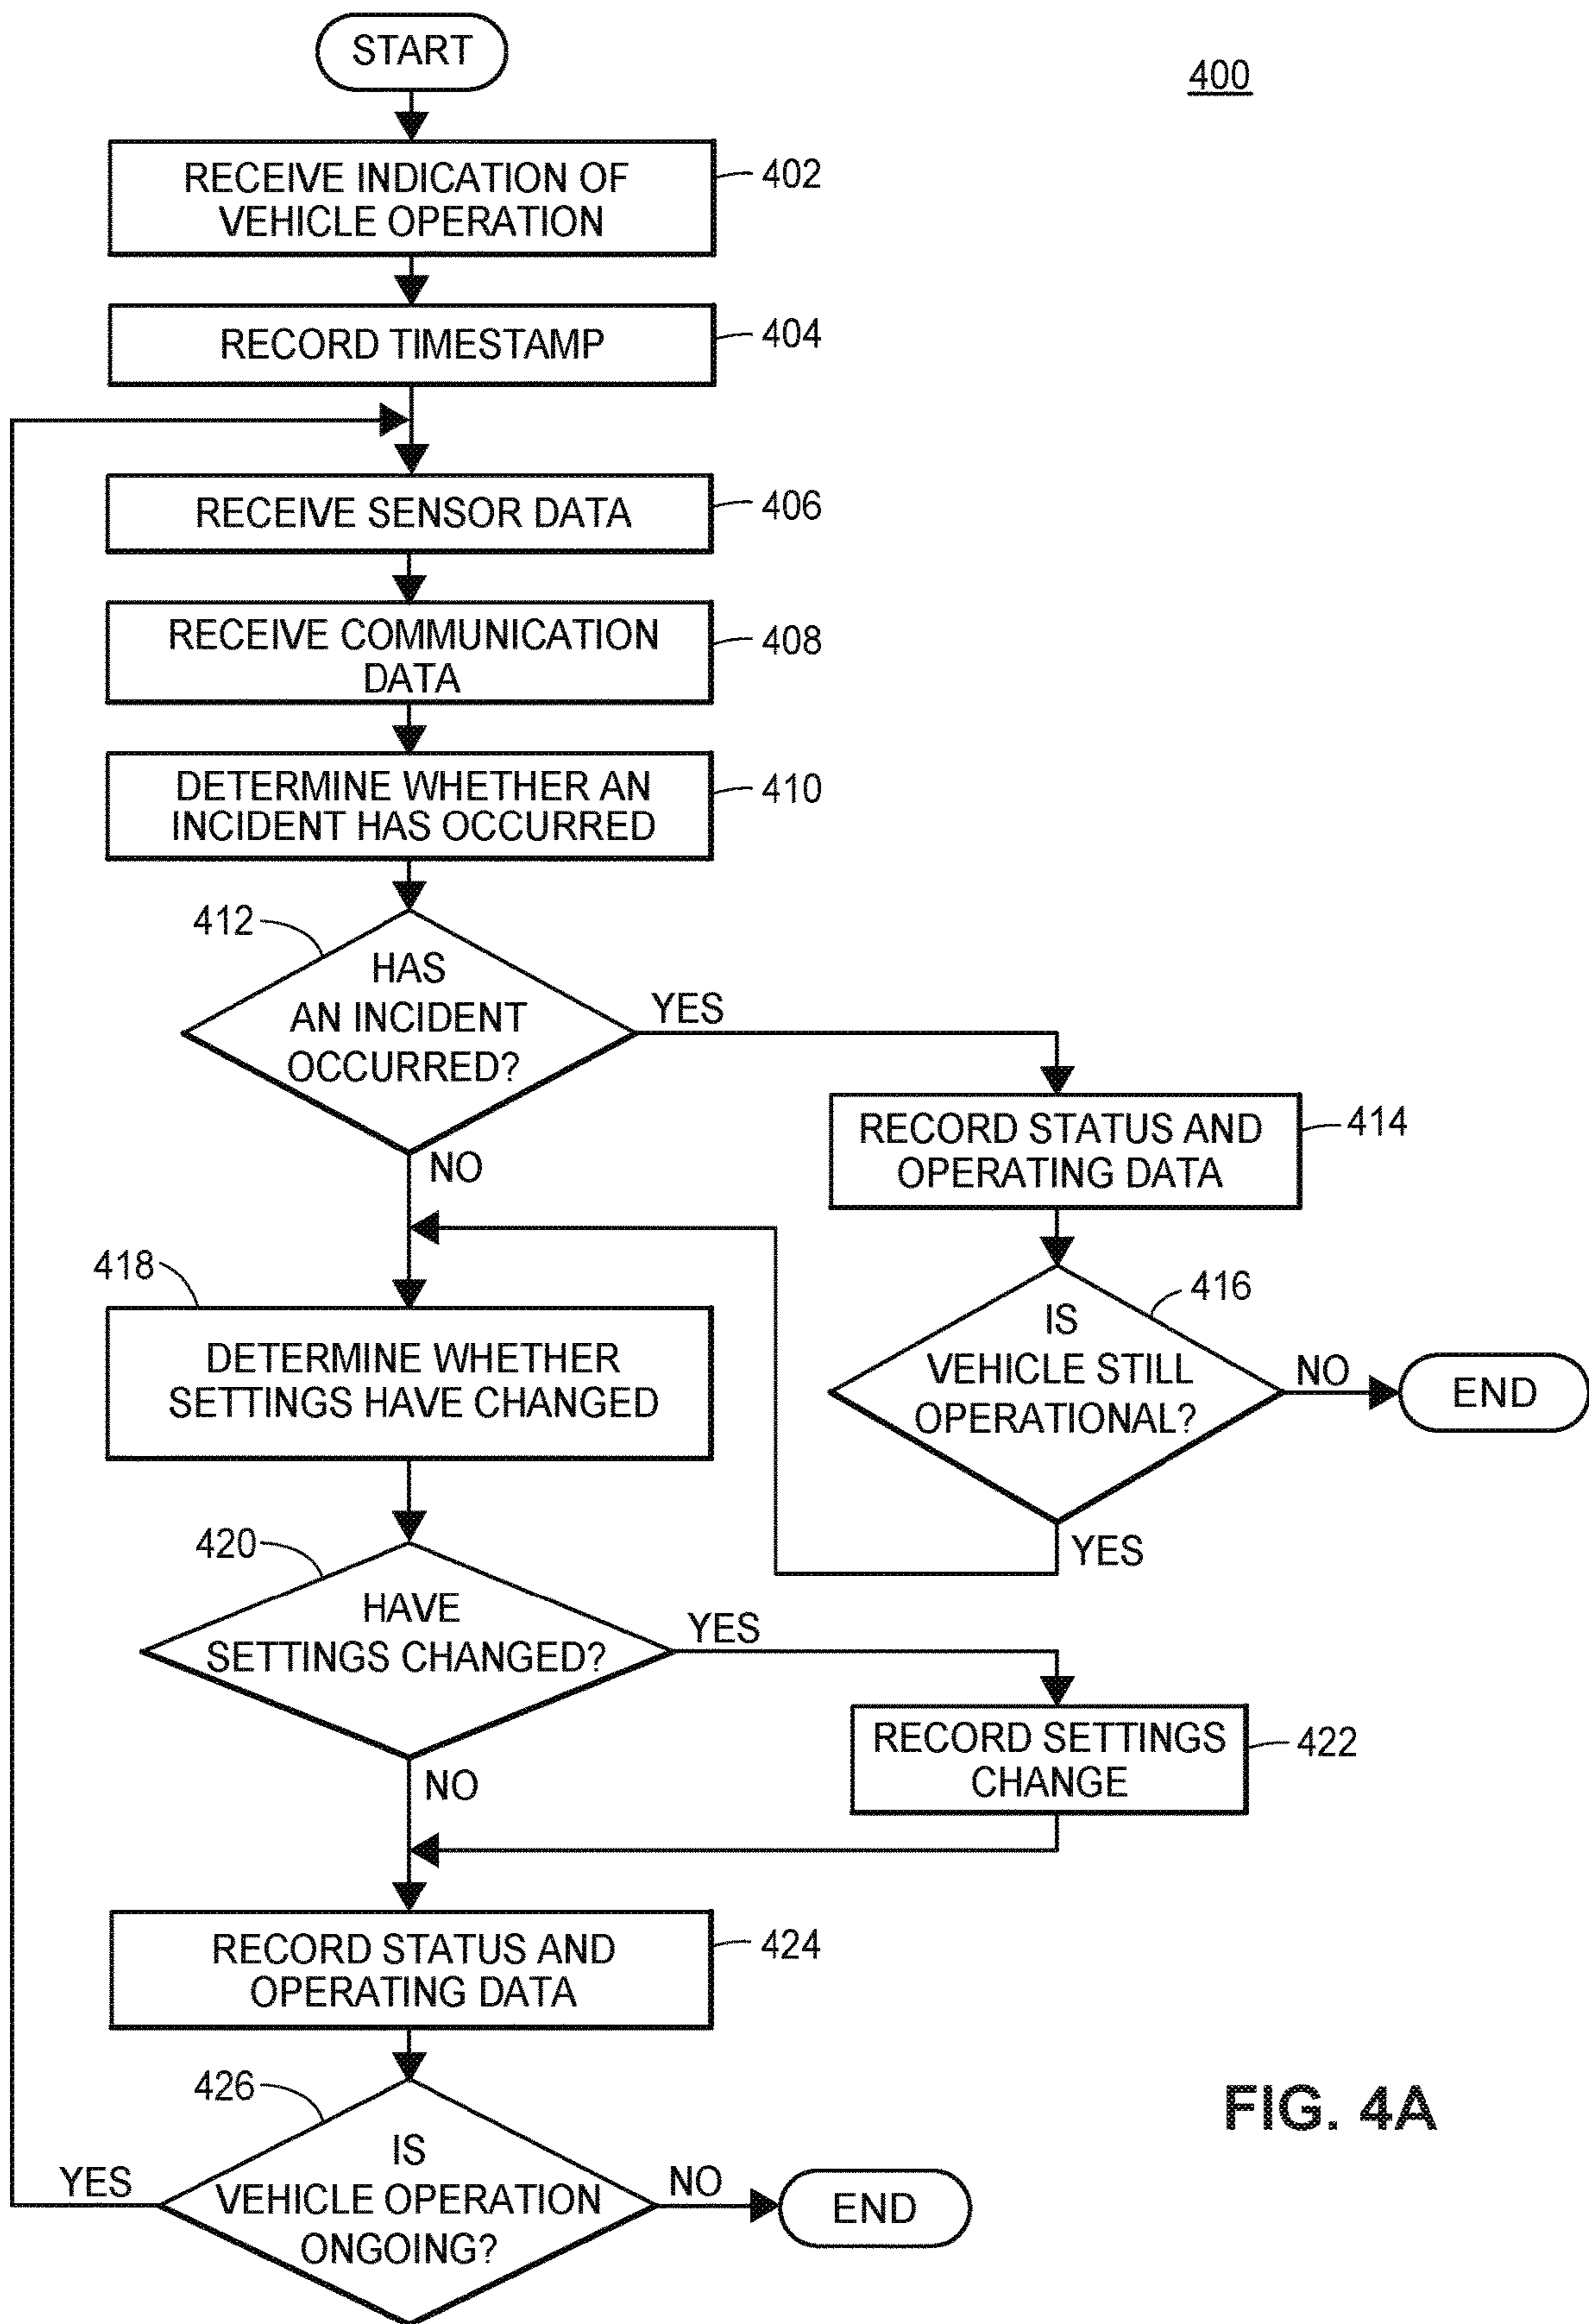 START
400
RECEIVE INDICATION OF
VEHICLE OPERATION
402
RECORD TIMESTAMP
404
RECEIVE SENSOR DATA
406
RECEIVE COMMUNICATION
DATA
408
DETERMINE WHETHER AN
INCIDENT HAS OCCURRED
410
412
HAS
AN INCIDENT
OCCURRED?
YES
NO
RECORD STATUS AND
OPERATING DATA
414
416
IS
VEHICLE STILL
OPERATIONAL?
NO
END
YES
418
DETERMINE WHETHER
SETTINGS HAVE CHANGED
420
HAVE
SETTINGS CHANGED?
YES
NO
RECORD SETTINGS
CHANGE
422
RECORD STATUS AND
OPERATING DATA
424
426
IS
VEHICLE OPERATION
ONGOING?
YES
NO
END
FIG. 4A